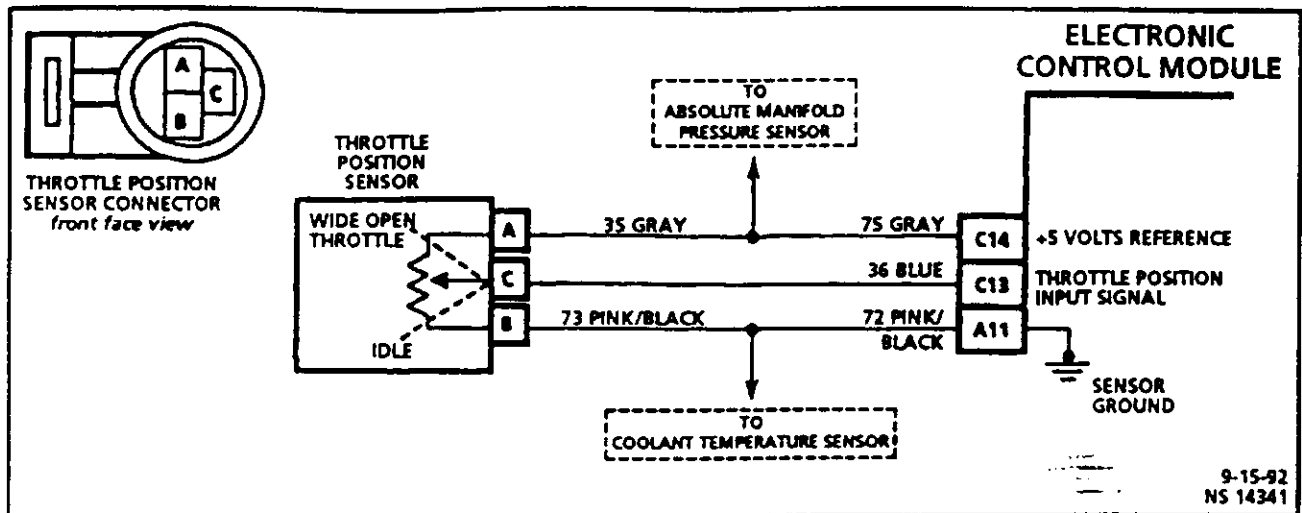 ELECTRONIC
CONTROL MODULE
A
C
B
THROTTLE POSITION
SENSOR CONNECTOR
front face view
THROTTLE
POSITION
SENSOR
TO
ABSOLUTE MANIFOLD
PRESSURE SENSOR
WIDE OPEN
THROTTLE
IDLE
A
35 GRAY
75 GRAY
C14
+5 VOLTS REFERENCE
C
36 BLUE
C13
THROTTLE POSITION
INPUT SIGNAL
B
73 PINK/BLACK
72 PINK/
BLACK
A11
SENSOR
GROUND
TO
COOLANT TEMPERATURE SENSOR
9-15-92
NS 14341